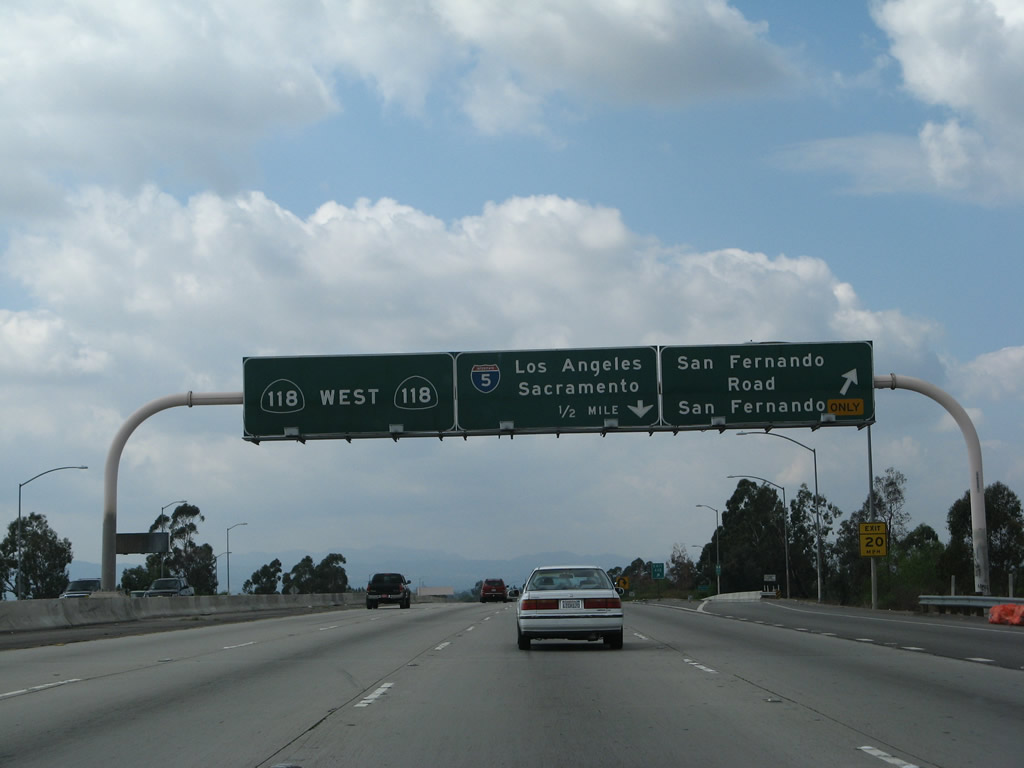 118 WEST 118
INTERSTATE
5
Los Angeles
Sacramento
1/2 MILE
San Fernando
Road
San Fernando
ONLY
EXIT
20
MPH